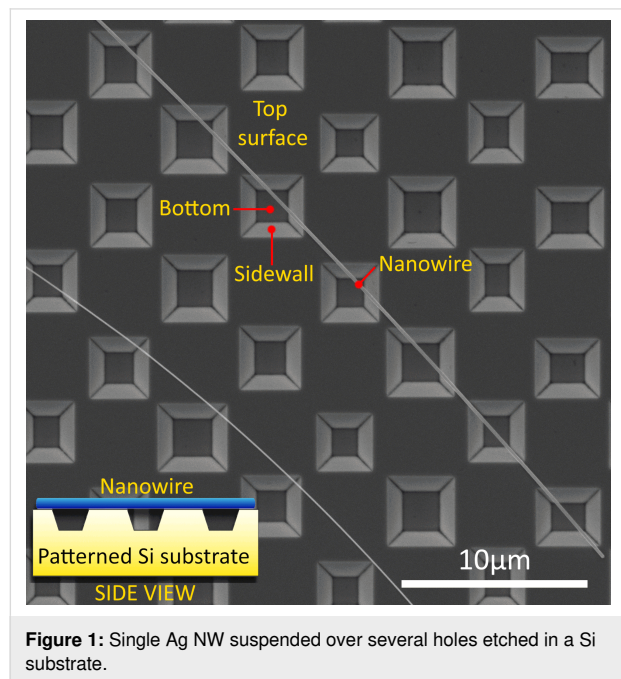 Top
surface
Bottom
Sidewall
Nanowire
Nanowire
Patterned Si substrate
SIDE VIEW
10µm
Figure 1: Single Ag NW suspended over several holes etched in a Si
substrate.